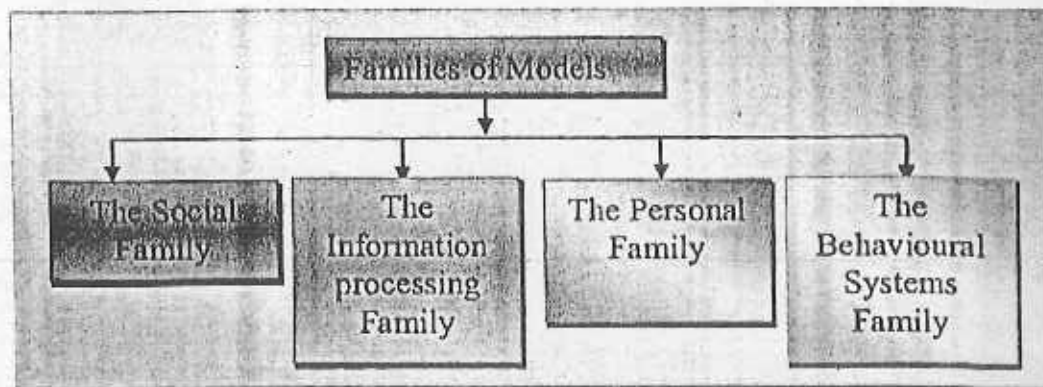 Families of Models
The Social
Family
The
Information
processing
Family
The Personal
Family
The
Behavioural
Systems
Family